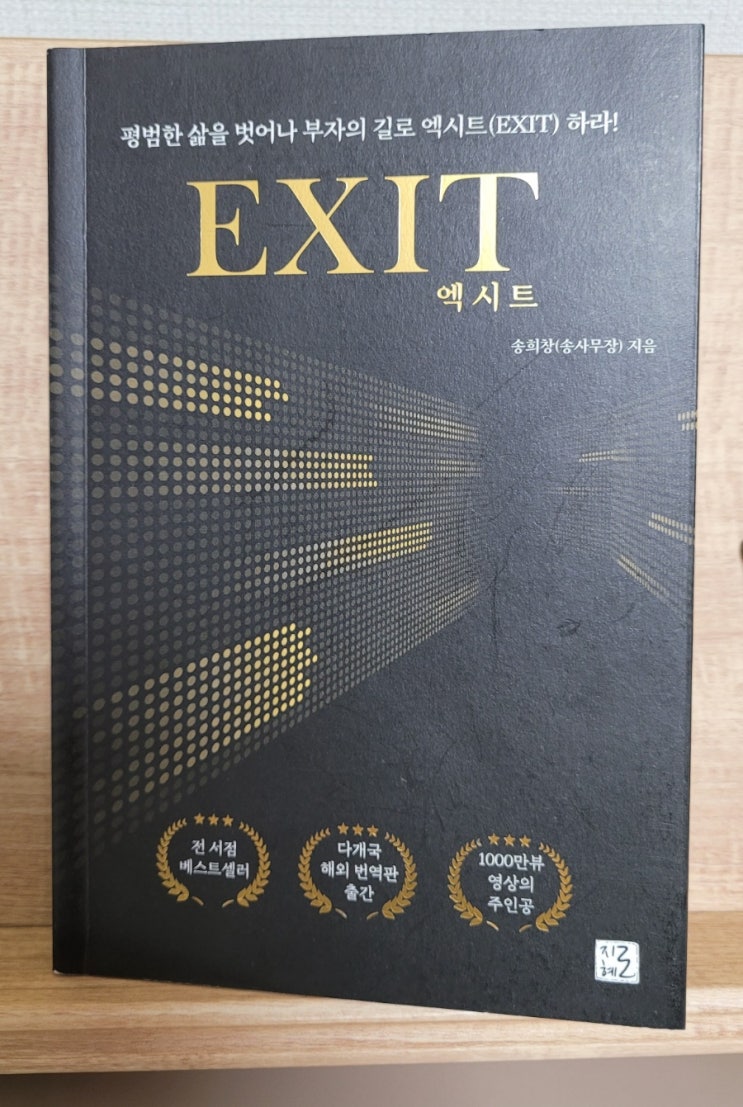 평범한 삶을 벗어나 부자의 길로 엑시트(EXIT) 하라!
EXIT
엑시트
송희창(송사무장) 지음
전 서점
베스트셀러
다개국
해외 번역판
출간
1000만뷰
영상의
주인공
지혜로